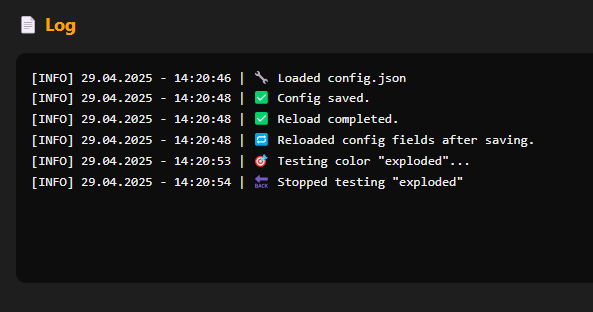 📄 Log
[INFO] 29.04.2025 - 14:20:46 | 🔧 Loaded config.json
[INFO] 29.04.2025 - 14:20:48 | ✅ Config saved.
[INFO] 29.04.2025 - 14:20:48 | ✅ Reload completed.
[INFO] 29.04.2025 - 14:20:48 | 🔁 Reloaded config fields after saving.
[INFO] 29.04.2025 - 14:20:53 | 🎯 Testing color "exploded"...
[INFO] 29.04.2025 - 14:20:54 | 🔙 Stopped testing "exploded"